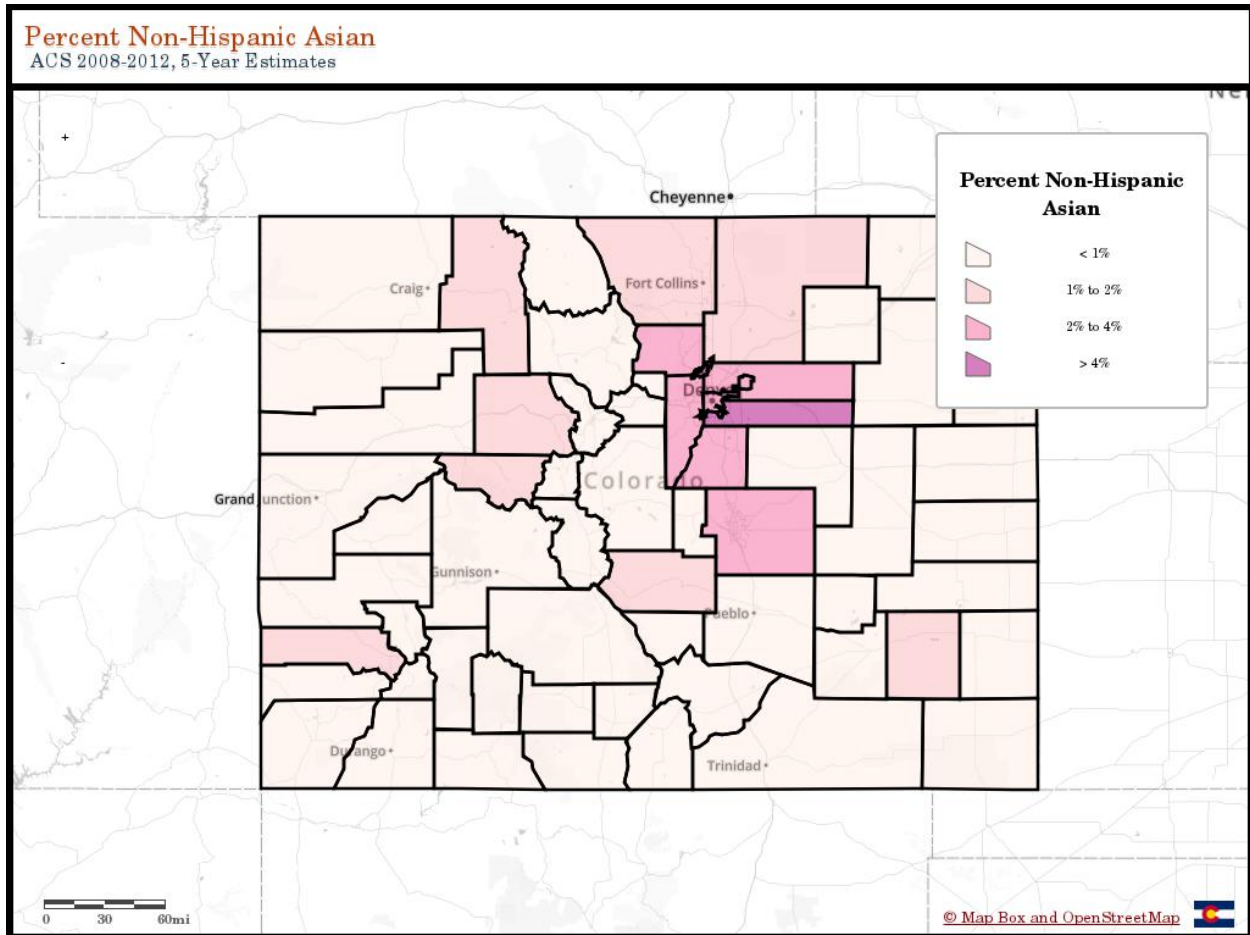 Percent Non-Hispanic Asian
ACS 2008-2012, 5-Year Estimates
+
Cheyenne
Percent Non-Hispanic
Asian
< 1%
1% to 2%
2% to 4%
> 4%
Craig
Fort Collins
-
Colorado
Grand Junction
Gunnison
Pueblo
Durango
Trinidad
0 30 60mi
© Map Box and OpenStreetMap